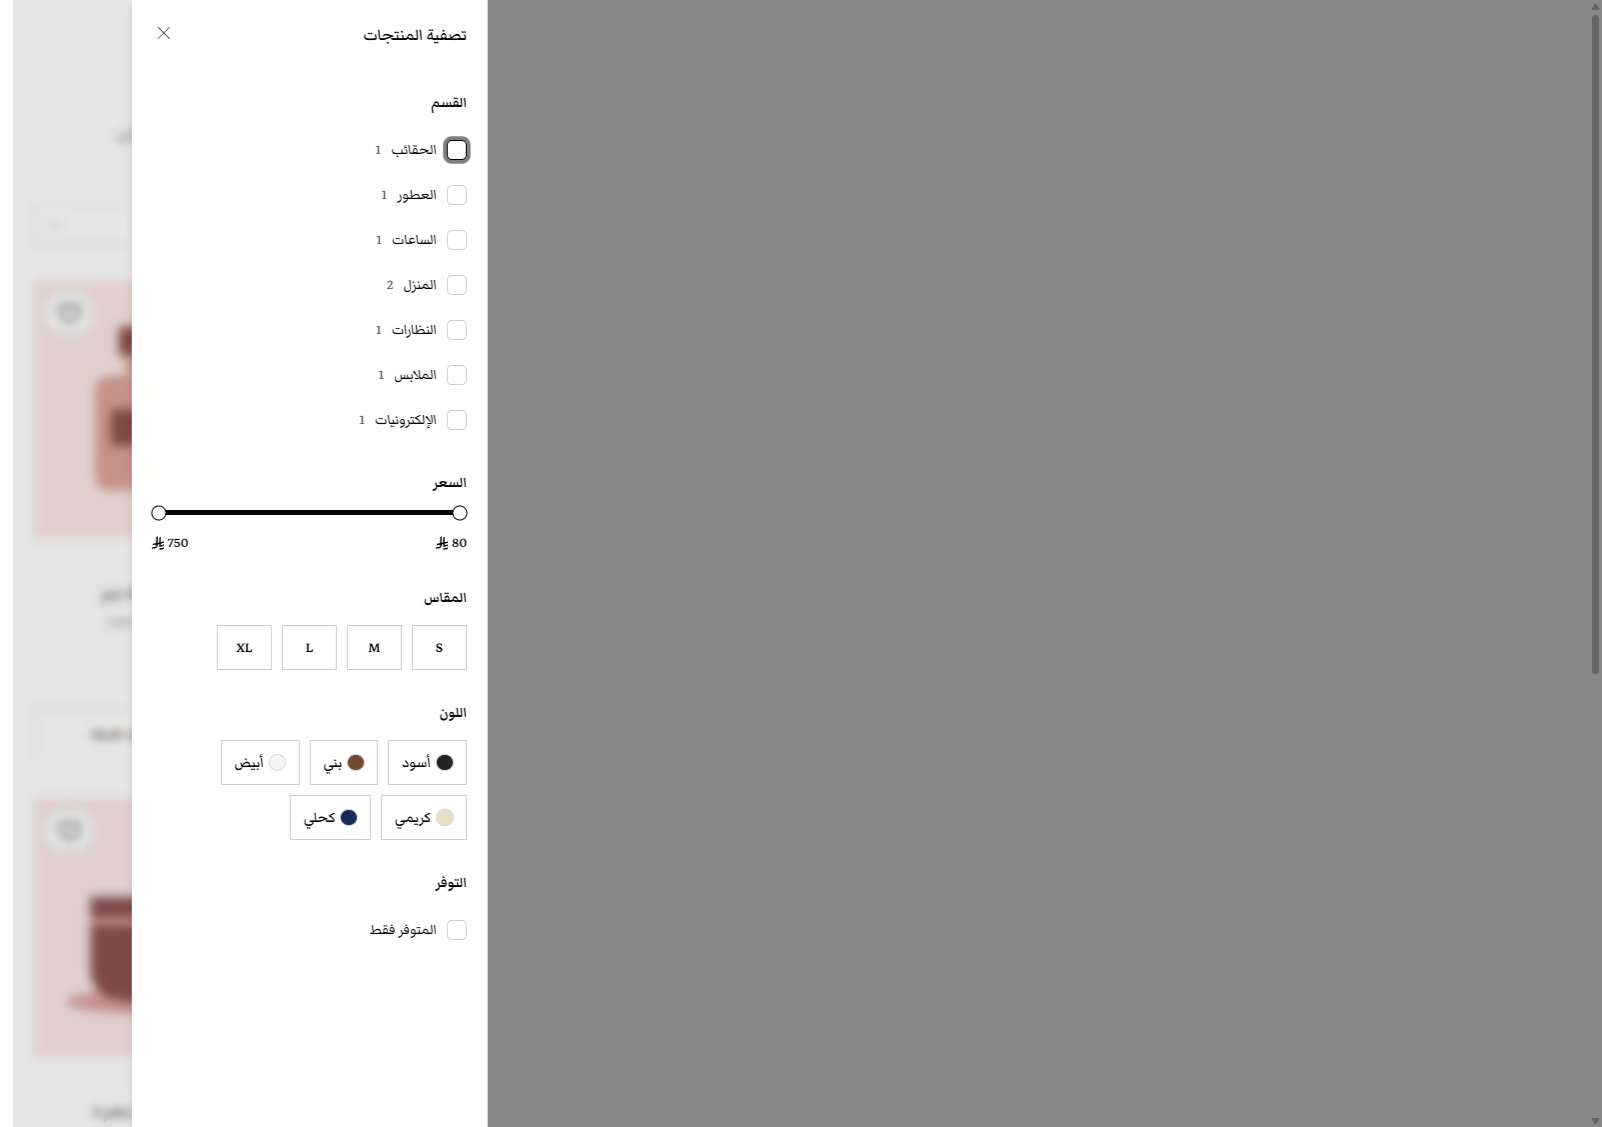 تصفية المنتجات
القسم
الحقائب 1
العطور 1
الساعات 1
المنزل 2
النظارات 1
الملابس 1
الإلكترونيات 1
السعر
80 750
المقاس
S M L XL
اللون
أسود بني أبيض
كريمي كحلي
التوفر
المتوفر فقط